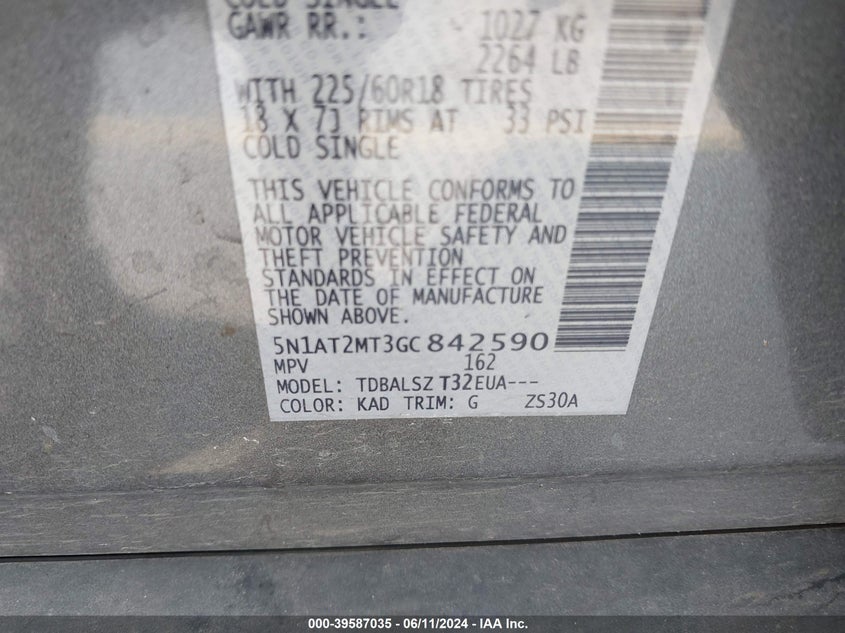 COLD SINGLE
GAWR RR.: 1027 KG
2264 LB
WITH 225/60R18 TIRES
18 X 7J RIMS AT 33 PSI
COLD SINGLE
THIS VEHICLE CONFORMS TO
ALL APPLICABLE FEDERAL
MOTOR VEHICLE SAFETY AND
THEFT PREVENTION
STANDARDS IN EFFECT ON
THE DATE OF MANUFACTURE
SHOWN ABOVE.
5N1AT2MT3GC842590
MPV 162
MODEL: TDBALSZ T32EUA---
COLOR: KAD TRIM: G ZS30A
000-39587035 - 06/11/2024 - IAA Inc.